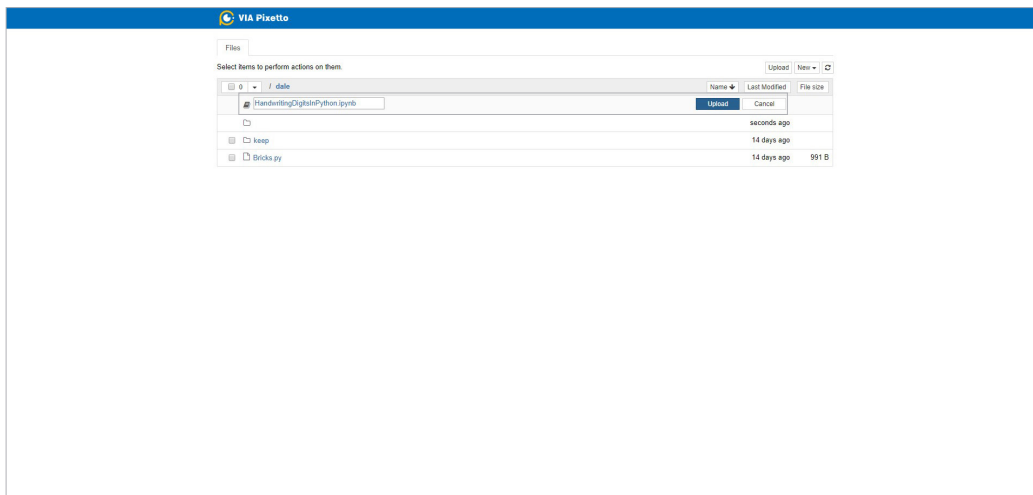 VIA Pixetto
Files
Select items to perform actions on them.
Upload New
0 / dale Name Last Modified File size
HandwritingDigitsInPython.ipynb Upload Cancel
seconds ago
keep 14 days ago
Bricks.py 14 days ago 991 B